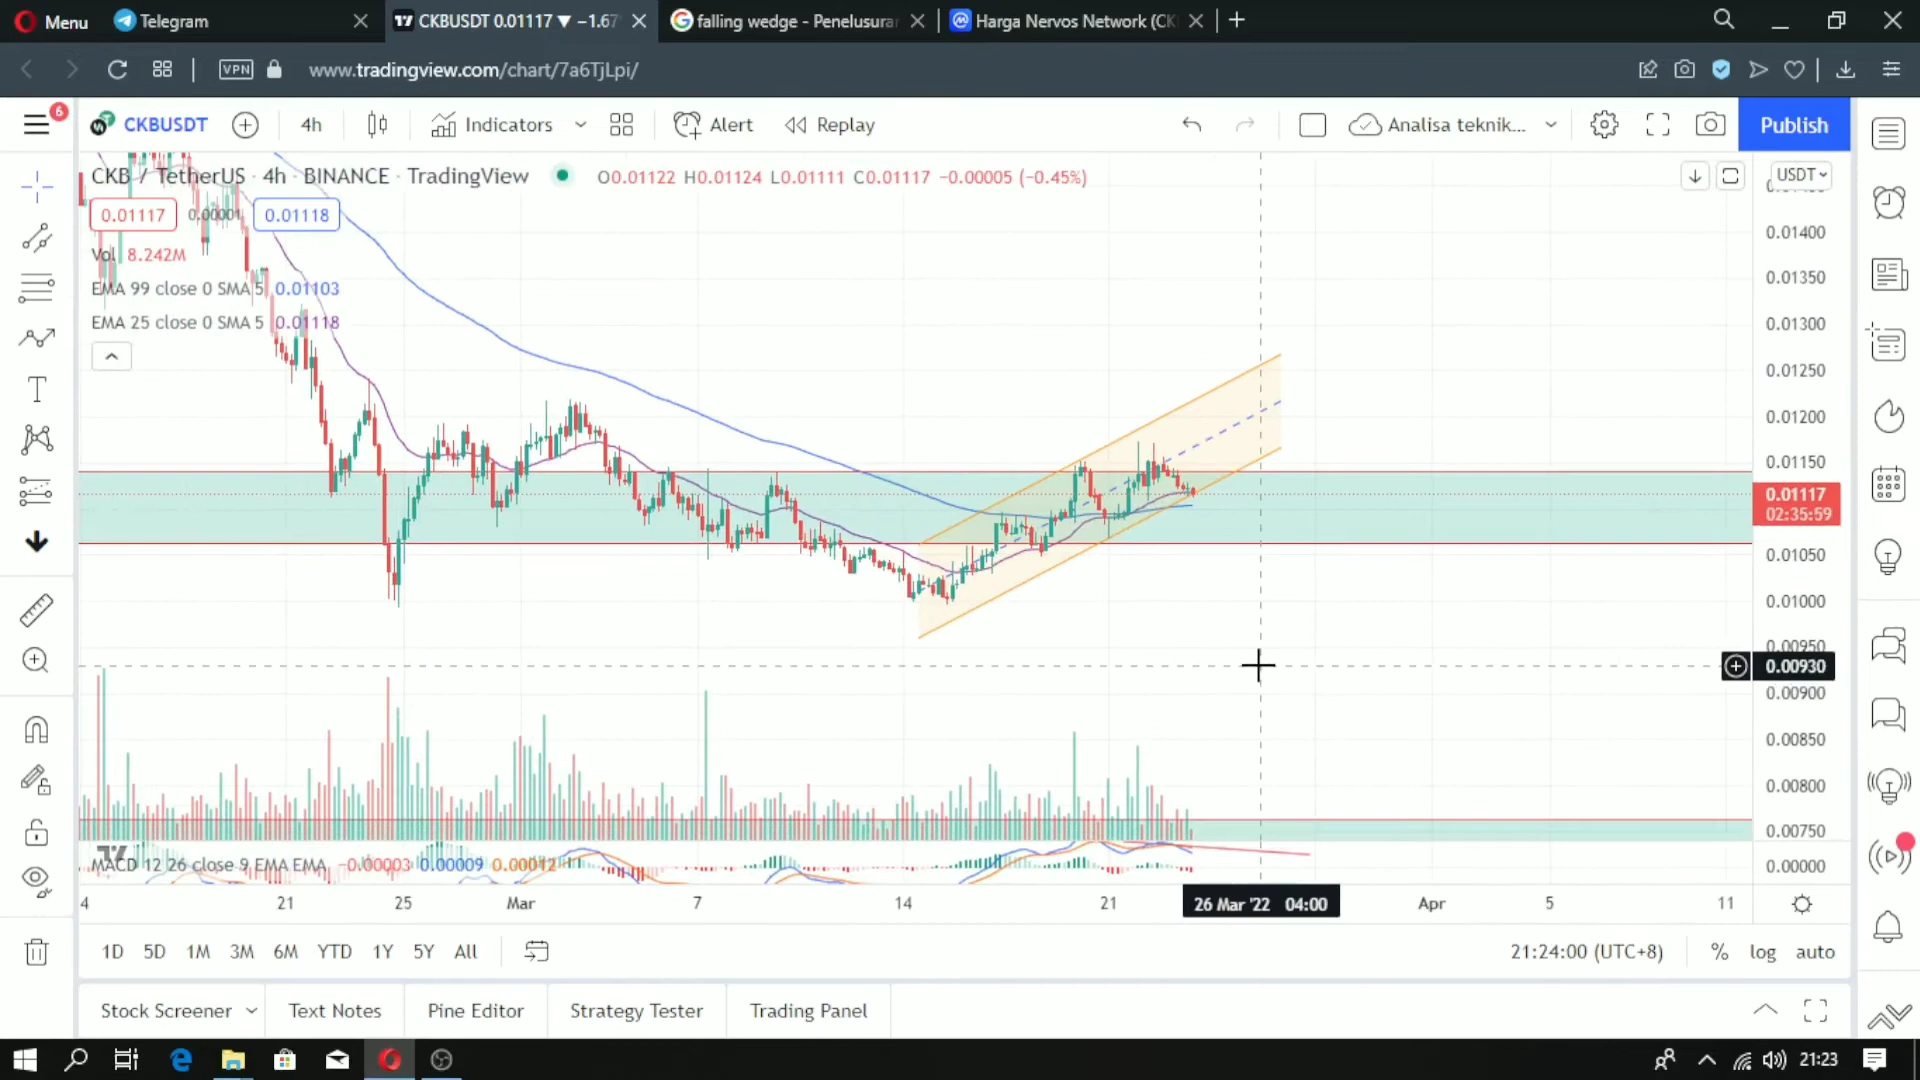 Menu
Telegram
CKBUSDT 0.01117 ▼ −1.67
falling wedge - Penelusuran
Harga Nervos Network (CK
VPN
www.tradingview.com/chart/7a6TjLpi/
6
CKBUSDT
4h
Indicators
Alert
Replay
Analisa teknik...
Publish
CKB / TetherUS · 4h · BINANCE · TradingView
O0.01122 H0.01124 L0.01111 C0.01117 −0.00005 (−0.45%)
USDT
0.01117
0.00001
0.01118
Vol 8.242M
EMA 99 close 0 SMA 5 0.01103
EMA 25 close 0 SMA 5 0.01118
0.01400
0.01350
0.01300
0.01250
0.01200
0.01150
0.01117
02:35:59
0.01050
0.01000
0.00950
0.00930
0.00900
0.00850
0.00800
0.00750
0.00000
MACD 12 26 close 9 EMA EMA −0.00003 0.00009 0.00012
4
21
25
Mar
7
14
21
26 Mar '22 04:00
Apr
5
11
1D
5D
1M
3M
6M
YTD
1Y
5Y
All
21:24:00 (UTC+8)
%
log
auto
Stock Screener
Text Notes
Pine Editor
Strategy Tester
Trading Panel
21:23